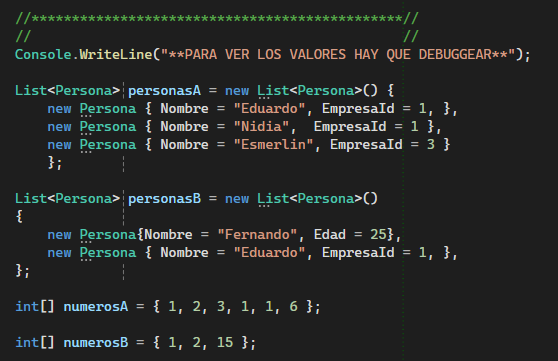 //**********************************************//
//                                              //
Console.WriteLine("**PARA VER LOS VALORES HAY QUE DEBUGGEAR**");
List<Persona> personasA = new List<Persona>() {
    new Persona { Nombre = "Eduardo", EmpresaId = 1, },
    new Persona { Nombre = "Nidia",  EmpresaId = 1 },
    new Persona { Nombre = "Esmerlin", EmpresaId = 3 }
    };
List<Persona> personasB = new List<Persona>()
{
    new Persona{Nombre = "Fernando", Edad = 25},
    new Persona { Nombre = "Eduardo", EmpresaId = 1, },
};
int[] numerosA = { 1, 2, 3, 1, 1, 6 };
int[] numerosB = { 1, 2, 15 };